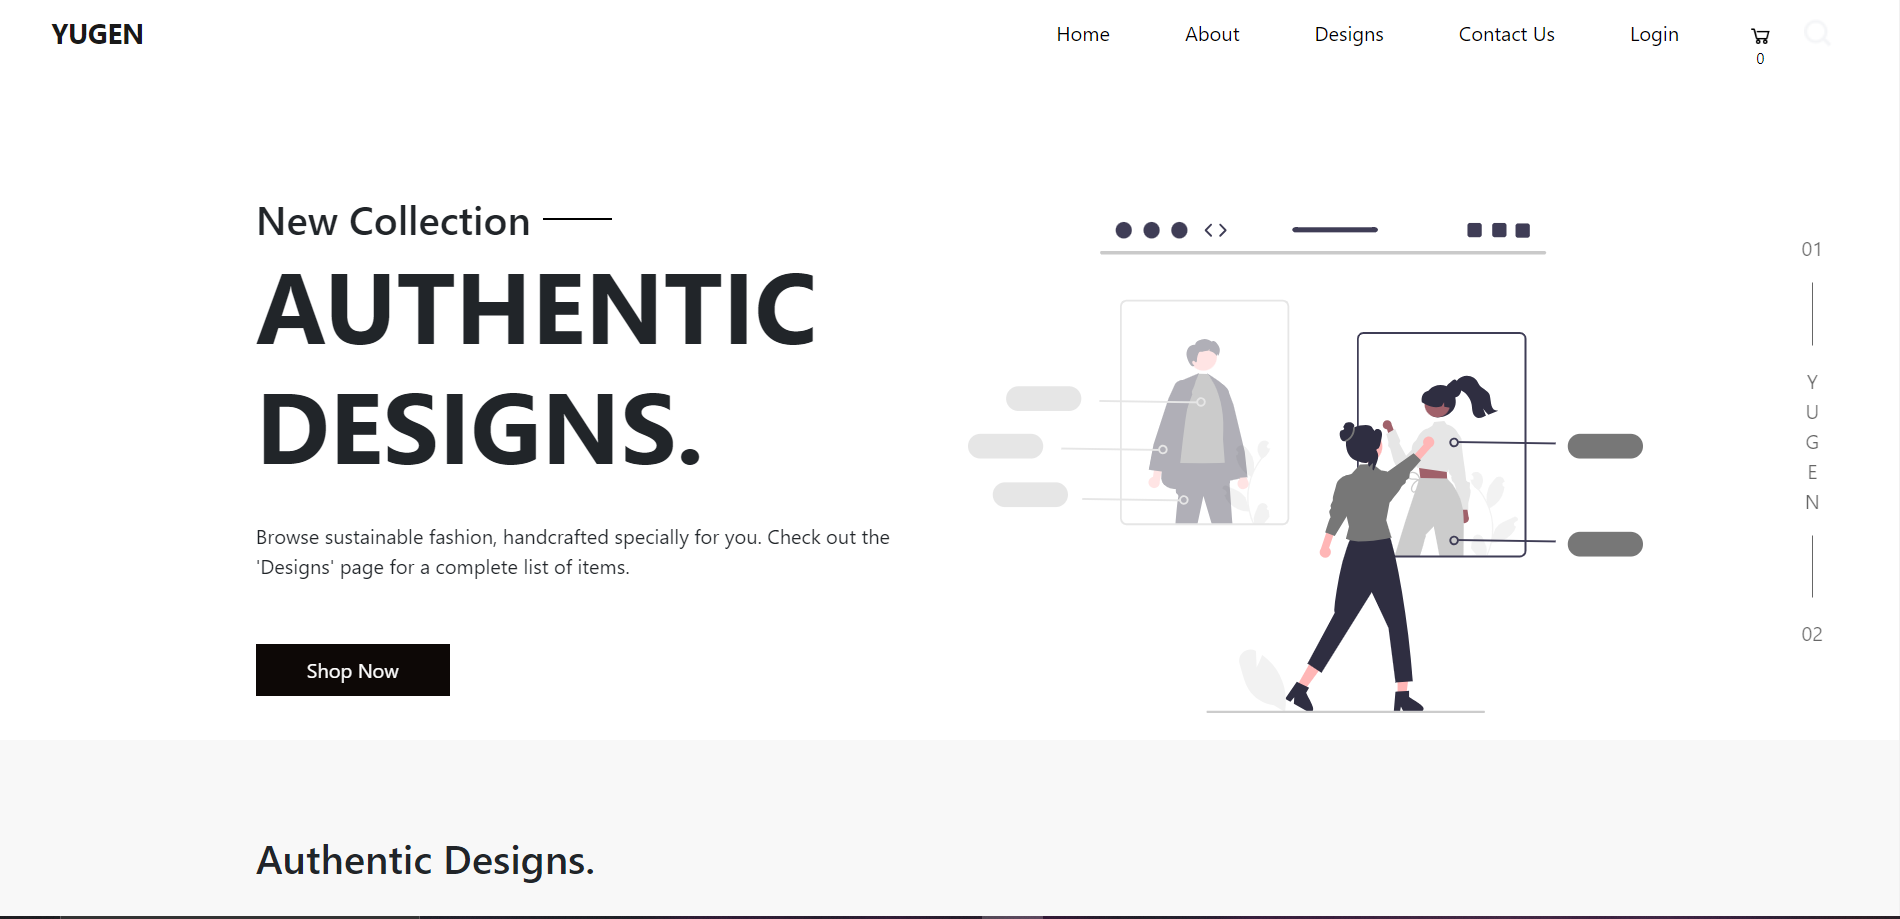 YUGEN
Home
About
Designs
Contact Us
Login
0
New Collection
AUTHENTIC
DESIGNS.
Browse sustainable fashion, handcrafted specially for you. Check out the
'Designs' page for a complete list of items.
Shop Now
01
Y
U
G
E
N
02
Authentic Designs.